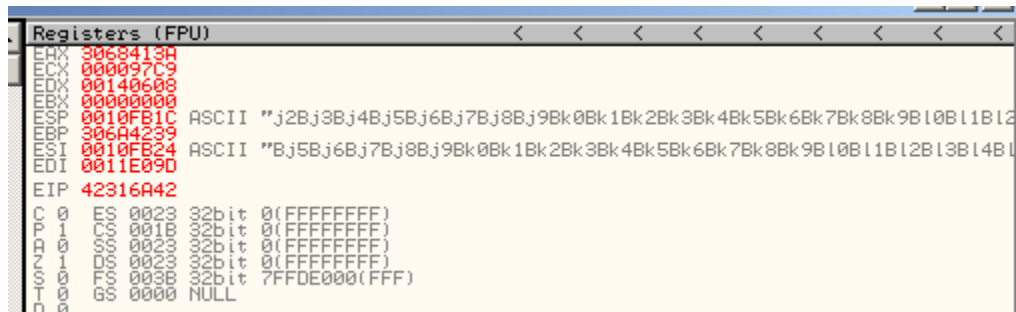 Registers (FPU) < < < < < < < < <
EAX 3068413A
ECX 000097C9
EDX 00140608
EBX 00000000
ESP 0010FB1C ASCII "j2Bj3Bj4Bj5Bj6Bj7Bj8Bj9Bk0Bk1Bk2Bk3Bk4Bk5Bk6Bk7Bk8Bk9Bl0Bl1Bl2
EBP 306A4239
ESI 0010FB24 ASCII "Bj5Bj6Bj7Bj8Bj9Bk0Bk1Bk2Bk3Bk4Bk5Bk6Bk7Bk8Bk9Bl0Bl1Bl2Bl3Bl4Bl
EDI 0011E09D
EIP 42316A42
C 0 ES 0023 32bit 0(FFFFFFFF)
P 1 CS 001B 32bit 0(FFFFFFFF)
A 0 SS 0023 32bit 0(FFFFFFFF)
Z 1 DS 0023 32bit 0(FFFFFFFF)
S 0 FS 003B 32bit 7FFDE000(FFF)
T 0 GS 0000 NULL
D 0